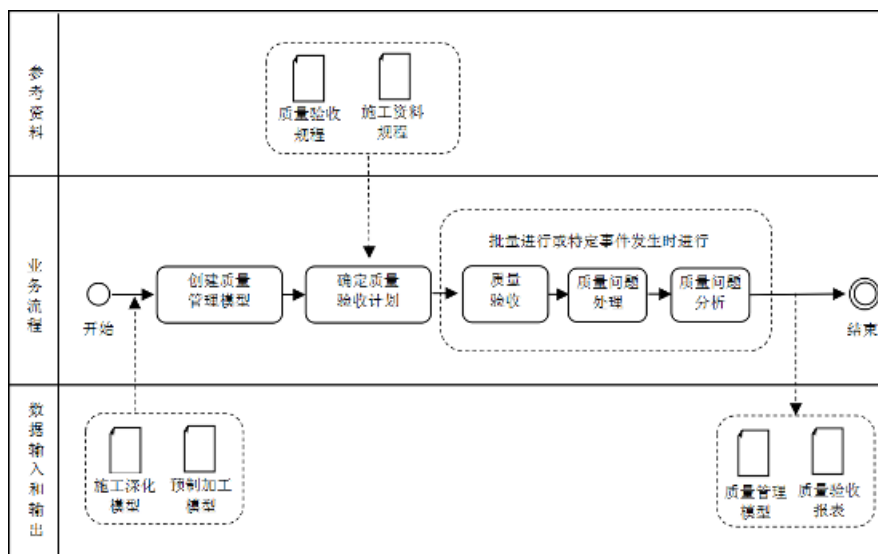 参考资料
质量验收
规程
施工资料
规程
业务流程
批量进行或特定事件发生时进行
开始
创建质量
管理模型
确定质量
验收计划
质量
验收
质量问题
处理
质量问题
分析
结束
数据输入和输出
施工深化
模型
预制加工
模型
质量管理
模型
质量验收
报表